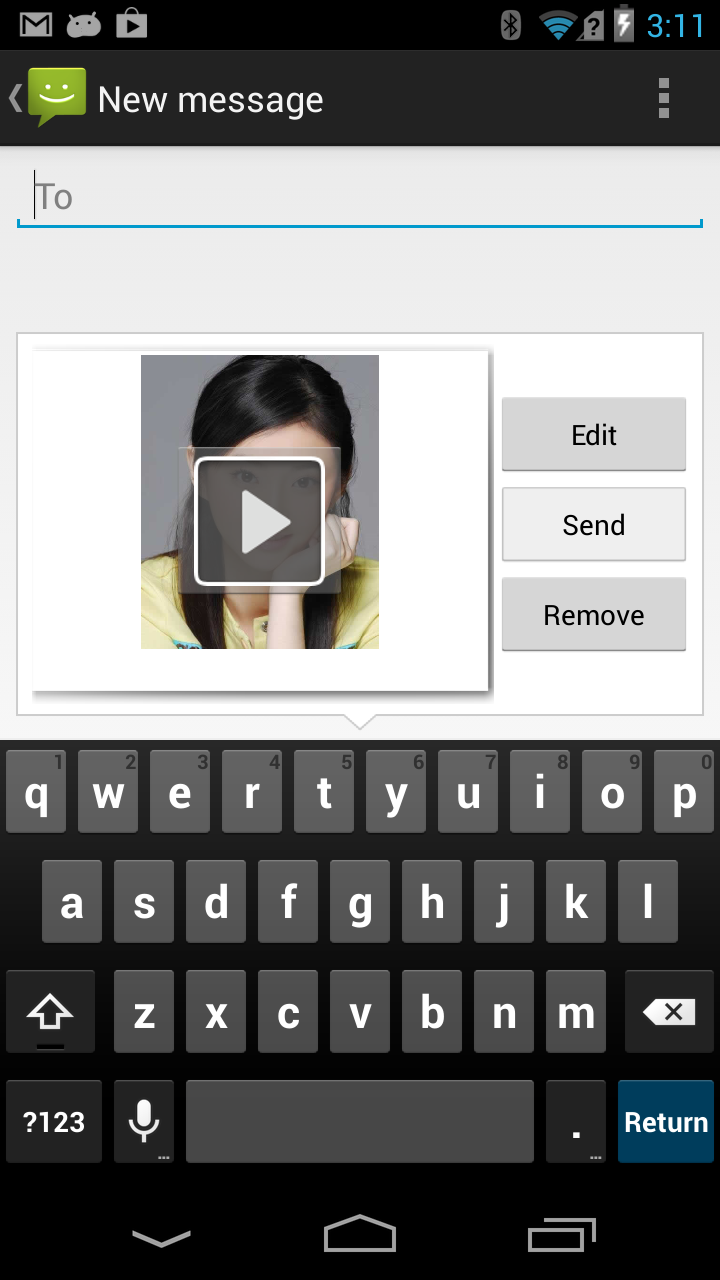 3:11
New message
To
Edit
Send
Remove
1 2 3 4 5 6 7 8 9 0
q w e r t y u i o p
a s d f g h j k l
z x c v b n m
?123 . Return